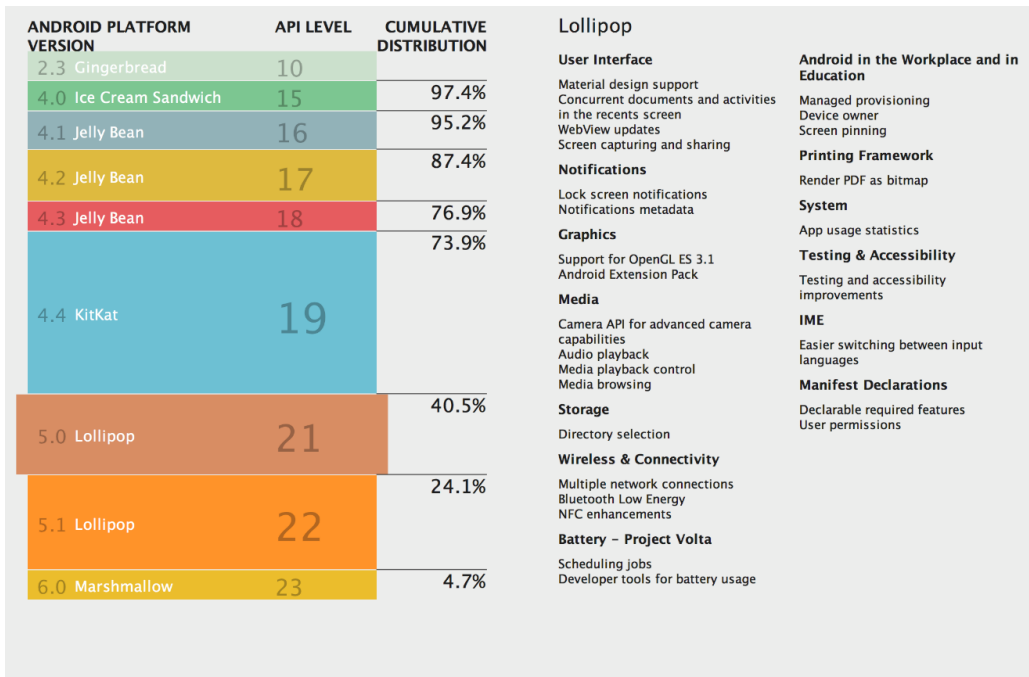 ANDROID PLATFORM
VERSION
API LEVEL
CUMULATIVE
DISTRIBUTION
2.3 Gingerbread 10
4.0 Ice Cream Sandwich 15
97.4%
4.1 Jelly Bean 16
95.2%
4.2 Jelly Bean 17
87.4%
4.3 Jelly Bean 18
76.9%
4.4 KitKat 19
73.9%
5.0 Lollipop 21
40.5%
5.1 Lollipop 22
24.1%
6.0 Marshmallow 23
4.7%
Lollipop
User Interface
Material design support
Concurrent documents and activities
in the recents screen
WebView updates
Screen capturing and sharing
Notifications
Lock screen notifications
Notifications metadata
Graphics
Support for OpenGL ES 3.1
Android Extension Pack
Media
Camera API for advanced camera
capabilities
Audio playback
Media playback control
Media browsing
Storage
Directory selection
Wireless & Connectivity
Multiple network connections
Bluetooth Low Energy
NFC enhancements
Battery - Project Volta
Scheduling jobs
Developer tools for battery usage
Android in the Workplace and in
Education
Managed provisioning
Device owner
Screen pinning
Printing Framework
Render PDF as bitmap
System
App usage statistics
Testing & Accessibility
Testing and accessibility
improvements
IME
Easier switching between input
languages
Manifest Declarations
Declarable required features
User permissions